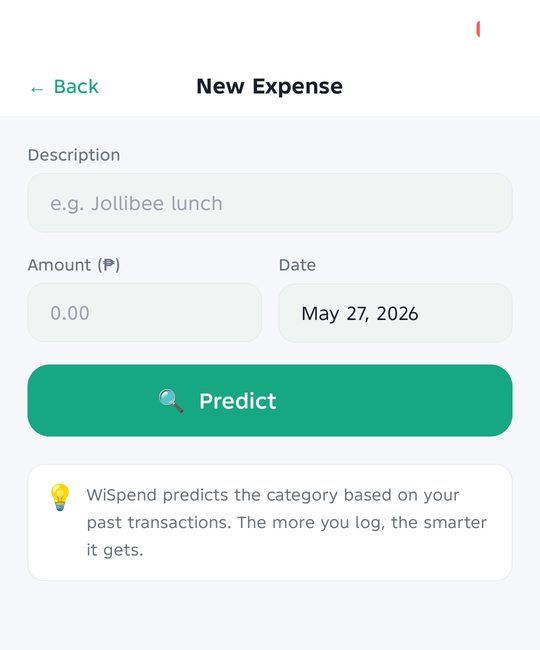 ← Back
New Expense
Description
e.g. Jollibee lunch
Amount (₱)
Date
0.00
May 27, 2026
🔍 Predict
💡 WiSpend predicts the category based on your
past transactions. The more you log, the smarter
it gets.